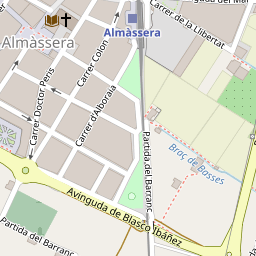 Almàssera
Almàssera
Carrer de la Llibertat
Carrer Colón
Carrer Doctor Peris
Carrer d'Alboraia
Partida del Barranc
Braç de Bosses
Avinguda de Blasco Ibáñez
Partida del Barranc